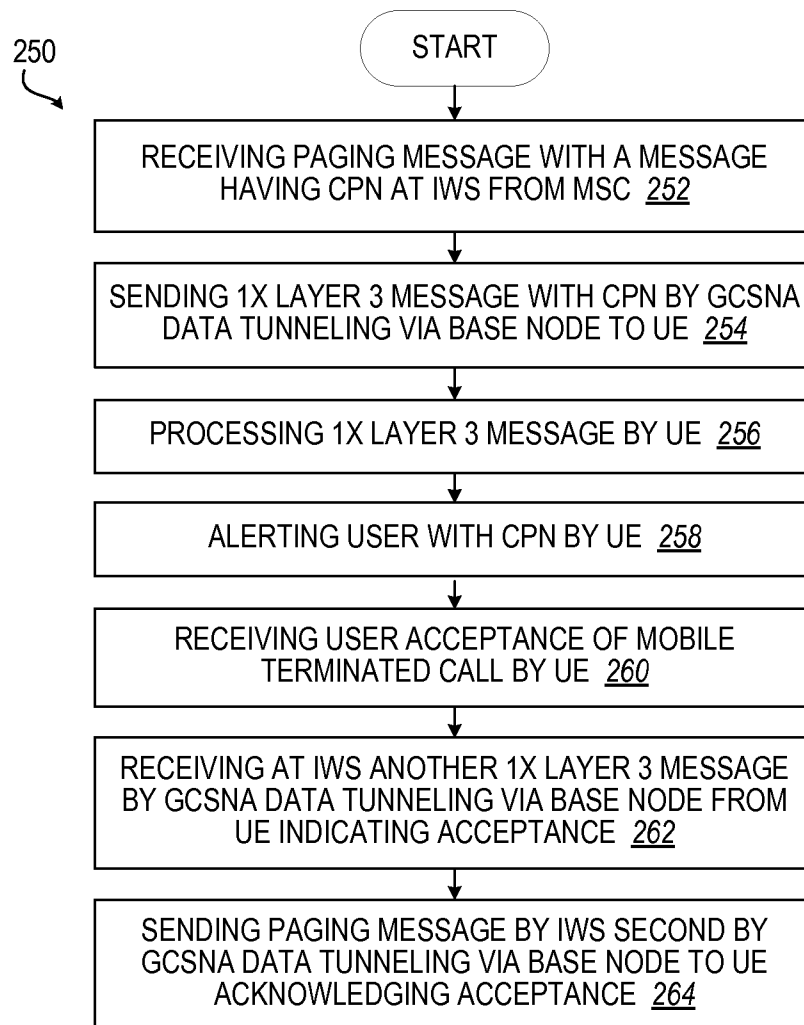 START
250
RECEIVING PAGING MESSAGE WITH A MESSAGE
HAVING CPN AT IWS FROM MSC 252
SENDING 1X LAYER 3 MESSAGE WITH CPN BY GCSNA
DATA TUNNELING VIA BASE NODE TO UE 254
PROCESSING 1X LAYER 3 MESSAGE BY UE 256
ALERTING USER WITH CPN BY UE 258
RECEIVING USER ACCEPTANCE OF MOBILE
TERMINATED CALL BY UE 260
RECEIVING AT IWS ANOTHER 1X LAYER 3 MESSAGE
BY GCSNA DATA TUNNELING VIA BASE NODE FROM
UE INDICATING ACCEPTANCE 262
SENDING PAGING MESSAGE BY IWS SECOND BY
GCSNA DATA TUNNELING VIA BASE NODE TO UE
ACKNOWLEDGING ACCEPTANCE 264